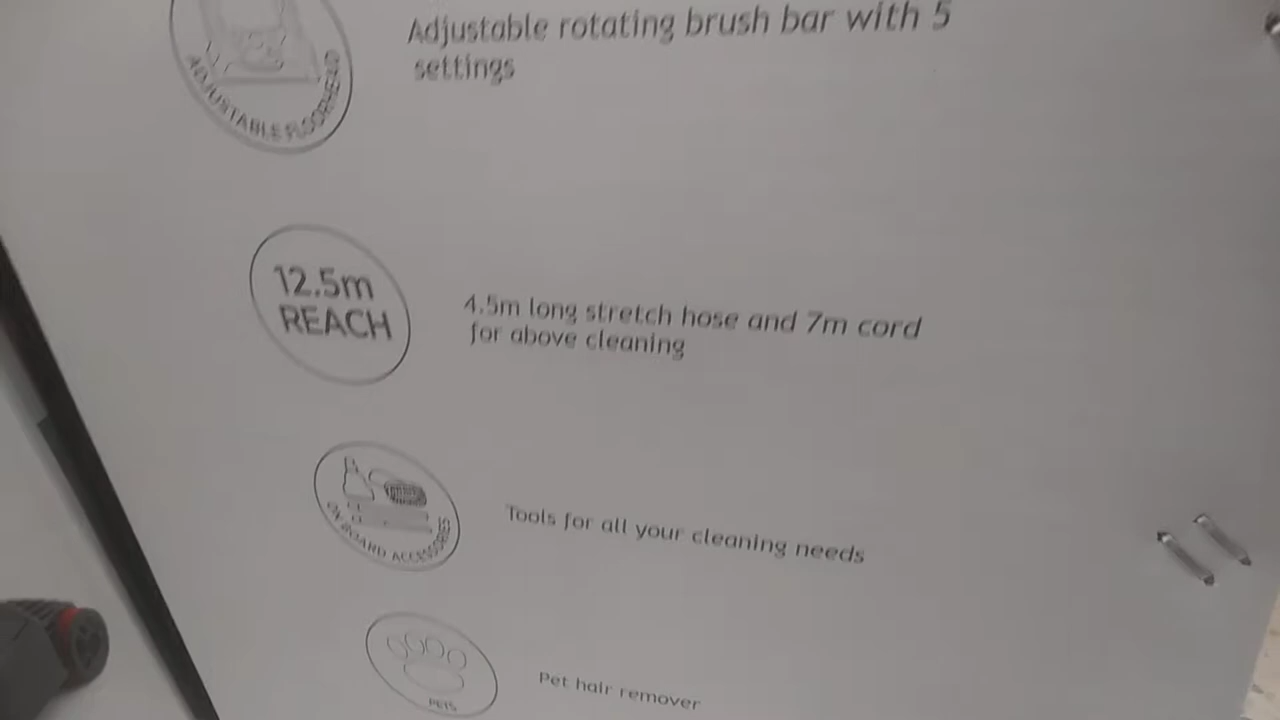 ADJUSTABLE FLOORHEAD
Adjustable rotating brush bar with 5
settings
12.5m
REACH
4.5m long stretch hose and 7m cord
for above cleaning
ON BOARD ACCESSORIES
Tools for all your cleaning needs
PETS
Pet hair remover